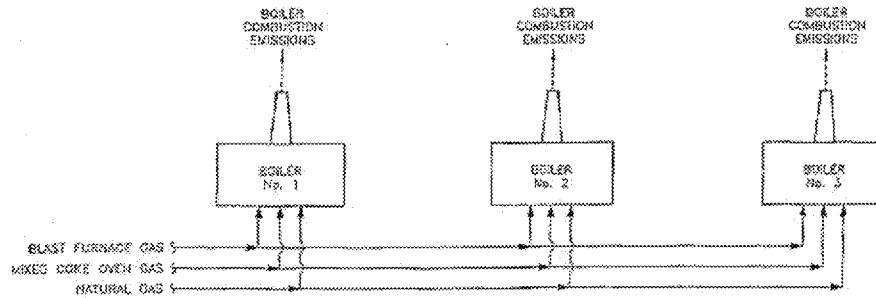 BOILER
COMBUSTION
EMISSIONS
BOILER
COMBUSTION
EMISSIONS
BOILER
COMBUSTION
EMISSIONS
BOILER
No. 1
BOILER
No. 2
BOILER
No. 3
BLAST FURNACE GAS
MIXED COKE OVEN GAS
NATURAL GAS